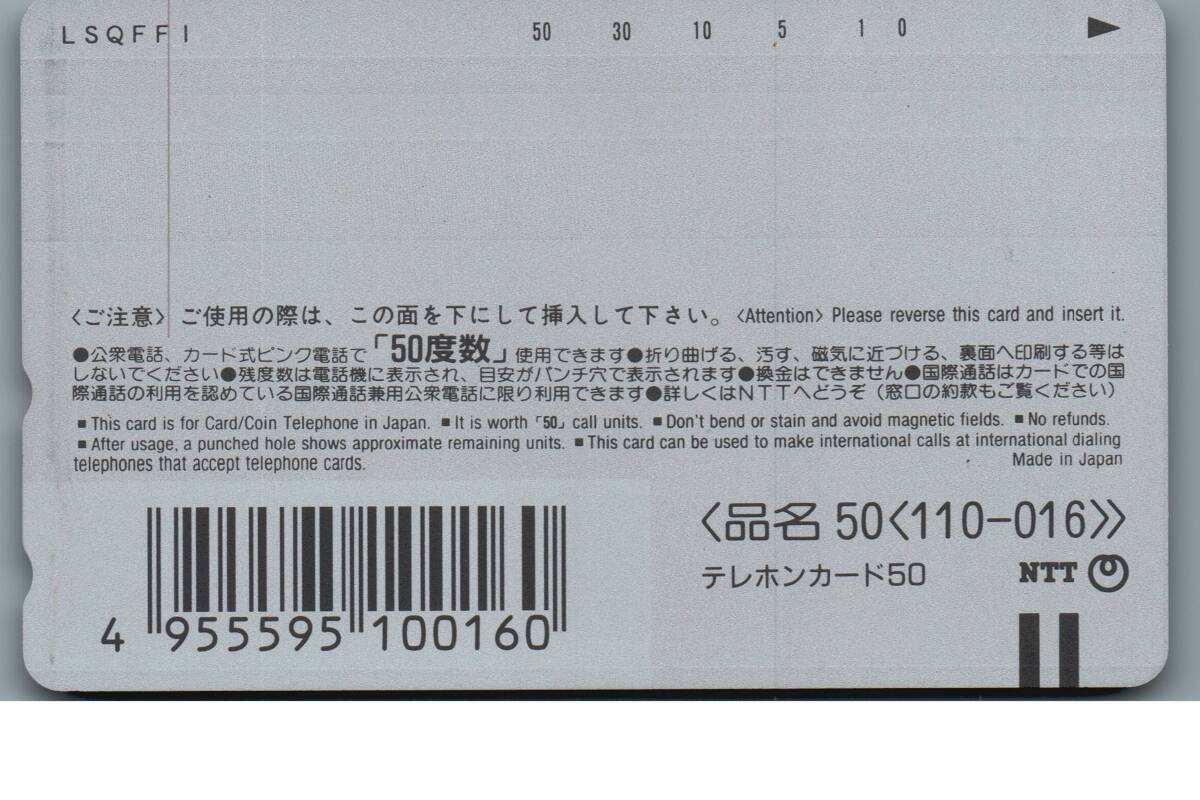 LSQFFI 50 30 10 5 1 0 ▶
〈ご注意〉ご使用の際は、この面を下にして挿入して下さい。〈Attention〉Please reverse this card and insert it.
●公衆電話、カード式ピンク電話で「50度数」使用できます●折り曲げる、汚す、磁気に近づける、裏面へ印刷する等は
しないでください●残度数は電話機に表示され、目安がパンチ穴で表示されます●換金はできません●国際通話はカードでの国
際通話の利用を認めている国際通話兼用公衆電話に限り利用できます●詳しくはNTTへどうぞ（窓口の約款もご覧ください）
■This card is for Card/Coin Telephone in Japan. ■It is worth「50」call units. ■Don't bend or stain and avoid magnetic fields. ■No refunds.
■After usage, a punched hole shows approximate remaining units. ■This card can be used to make international calls at international dialing
telephones that accept telephone cards. Made in Japan
〈品名 50〈110-016〉〉
テレホンカード50 NTT
4 955595 100160